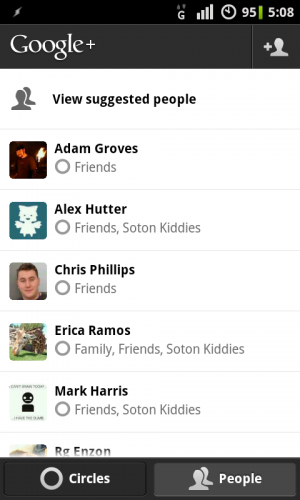 95 5:08
Google+
View suggested people
Adam Groves
Friends
Alex Hutter
Friends, Soton Kiddies
Chris Phillips
Friends
Erica Ramos
Family, Friends, Soton Kiddies
Mark Harris
Friends, Soton Kiddies
Rg Enzon
Circles
People